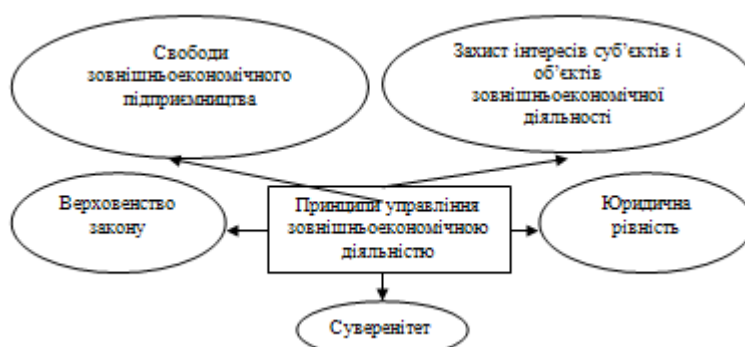 Свободи
зовнішньоекономічного
підприємництва
Захист інтересів суб’єктів і
об’єктів
зовнішньоекономічної
діяльності
Верховенство
закону
Принципи управління
зовнішньоекономічною
діяльністю
Юридична
рівність
Суверенітет